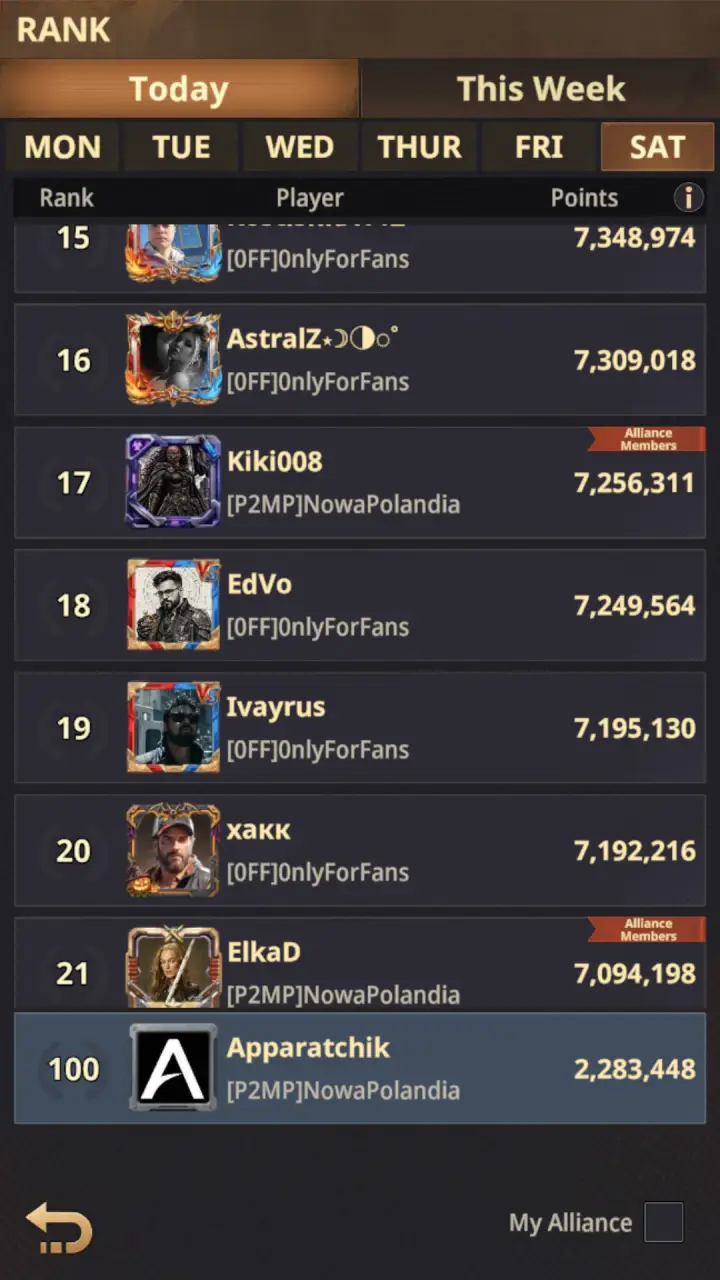 RANK
Today
This Week
MON TUE WED THUR FRI SAT
Rank Player Points
15
[0FF]0nlyForFans
7,348,974
16
AstralZ⋆☽◑○˚
[0FF]0nlyForFans
7,309,018
Alliance
Members
17
Kiki008
[P2MP]NowaPolandia
7,256,311
18
EdVo
[0FF]0nlyForFans
7,249,564
19
Ivayrus
[0FF]0nlyForFans
7,195,130
20
хакк
[0FF]0nlyForFans
7,192,216
Alliance
Members
21
ElkaD
[P2MP]NowaPolandia
7,094,198
100
Apparatchik
[P2MP]NowaPolandia
2,283,448
My Alliance